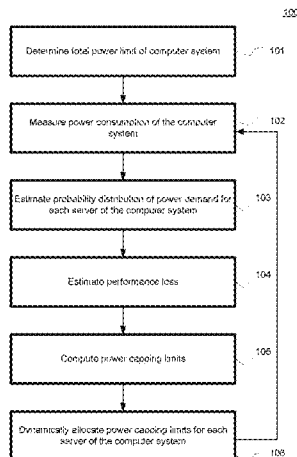 100
Determine total power limit of computer system
101
Measure power consumption of the computer
system
102
Estimate probability distribution of power demand for
each server of the computer system
103
Estimate performance loss
104
Compute power capping limits
105
Dynamically allocate power capping limits for each
server of the computer system
106